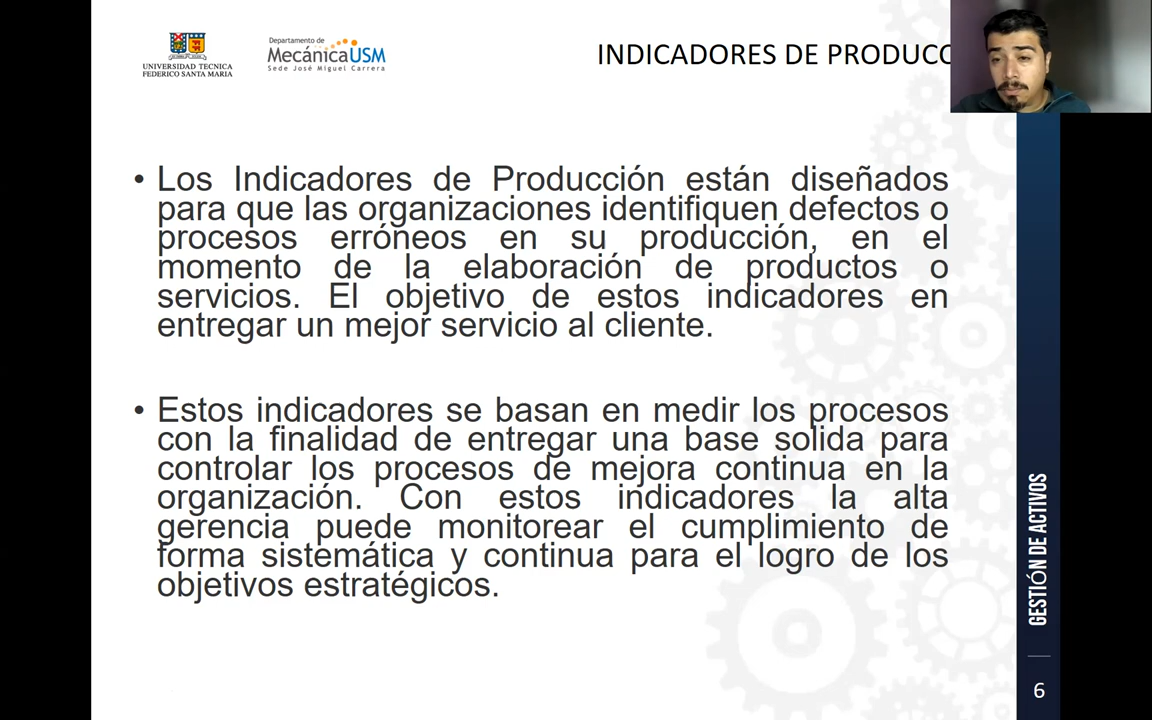 UNIVERSIDAD TECNICA
FEDERICO SANTA MARIA
Departamento de
MecánicaUSM
Sede José Miguel Carrera
INDICADORES DE PRODUCC
• Los Indicadores de Producción están diseñados
para que las organizaciones identifiquen defectos o
procesos erróneos en su producción, en el
momento de la elaboración de productos o
servicios. El objetivo de estos indicadores en
entregar un mejor servicio al cliente.
• Estos indicadores se basan en medir los procesos
con la finalidad de entregar una base solida para
controlar los procesos de mejora continua en la
organización. Con estos indicadores la alta
gerencia puede monitorear el cumplimiento de
forma sistemática y continua para el logro de los
objetivos estratégicos.
GESTIÓN DE ACTIVOS
6